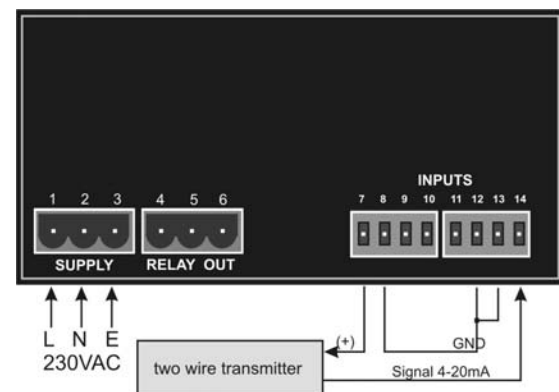 INPUTS
1 2 3 4 5 6 7 8 9 10 11 12 13 14
SUPPLY RELAY OUT
L N E (+) GND
230VAC two wire transmitter Signal 4-20mA